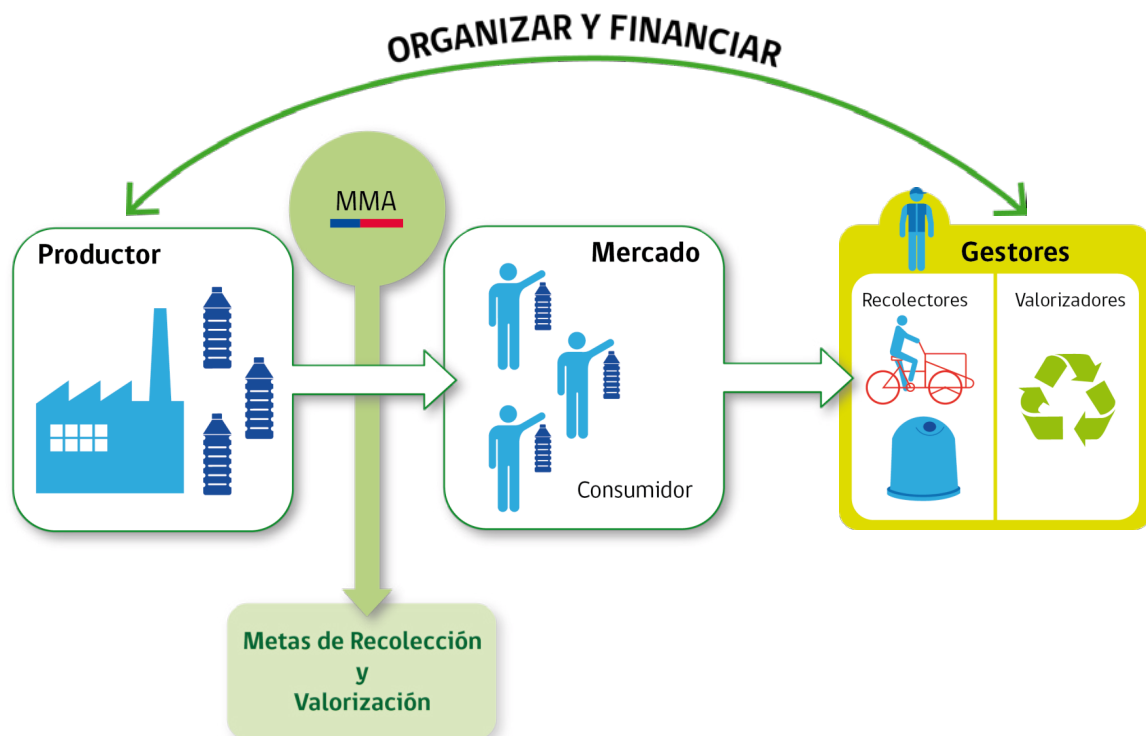 ORGANIZAR Y FINANCIAR
MMA
Productor
Mercado
Consumidor
Gestores
Recolectores
Valorizadores
Metas de Recolección
y
Valorización